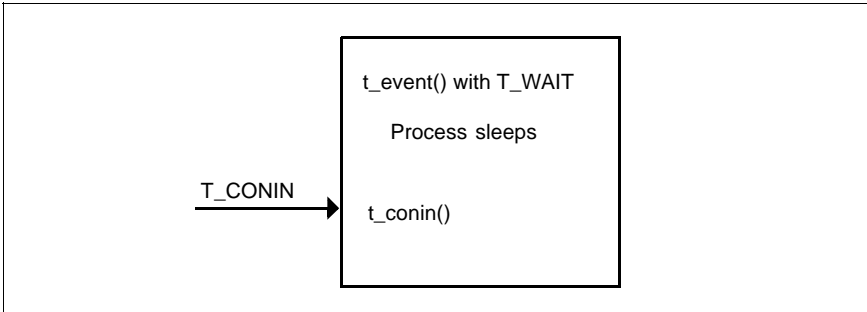 t_event() with T_WAIT
Process sleeps
T_CONIN
t_conin()